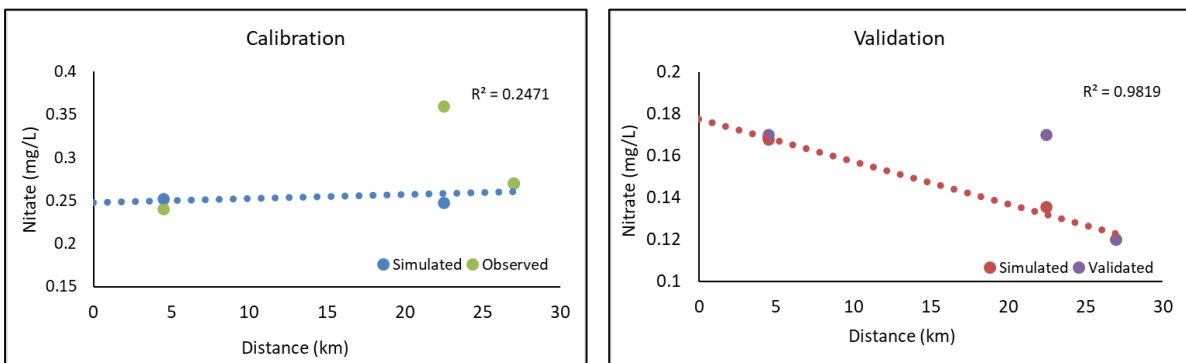 Calibration
R² = 0.2471
Nitate (mg/L)
0.4
0.35
0.3
0.25
0.2
0.15
Simulated Observed
0 5 10 15 20 25 30
Distance (km)
Validation
R² = 0.9819
Nitrate (mg/L)
0.2
0.18
0.16
0.14
0.12
0.1
Simulated Validated
0 5 10 15 20 25 30
Distance (km)